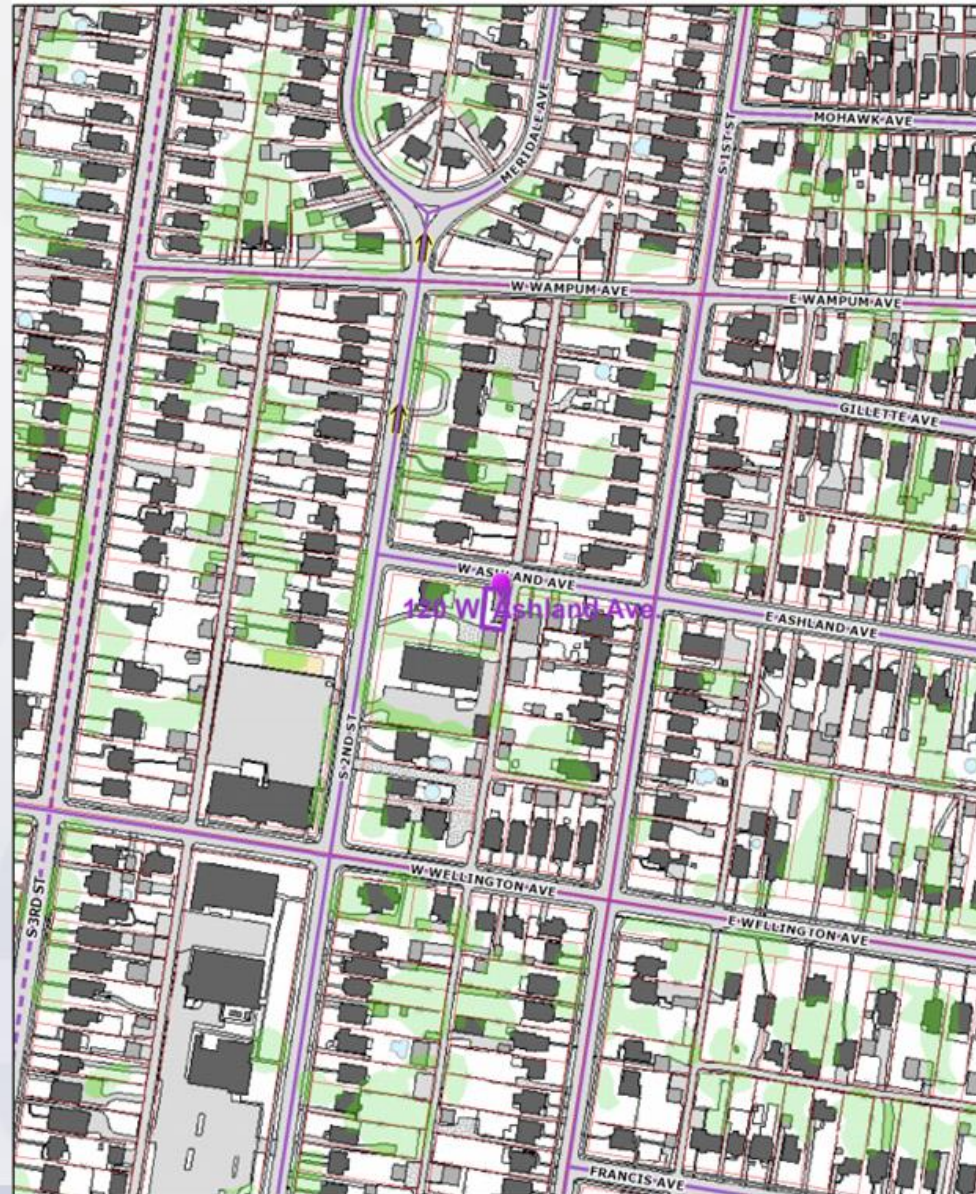 MOHAWK AVE
MERIDALE AVE
S 1ST ST
W WAMPUM AVE
E WAMPUM AVE
GILLETTE AVE
W ASHLAND AVE
120 W Ashland Ave
E ASHLAND AVE
S 2ND ST
W WELLINGTON AVE
S 3RD ST
E WELLINGTON AVE
FRANCIS AVE